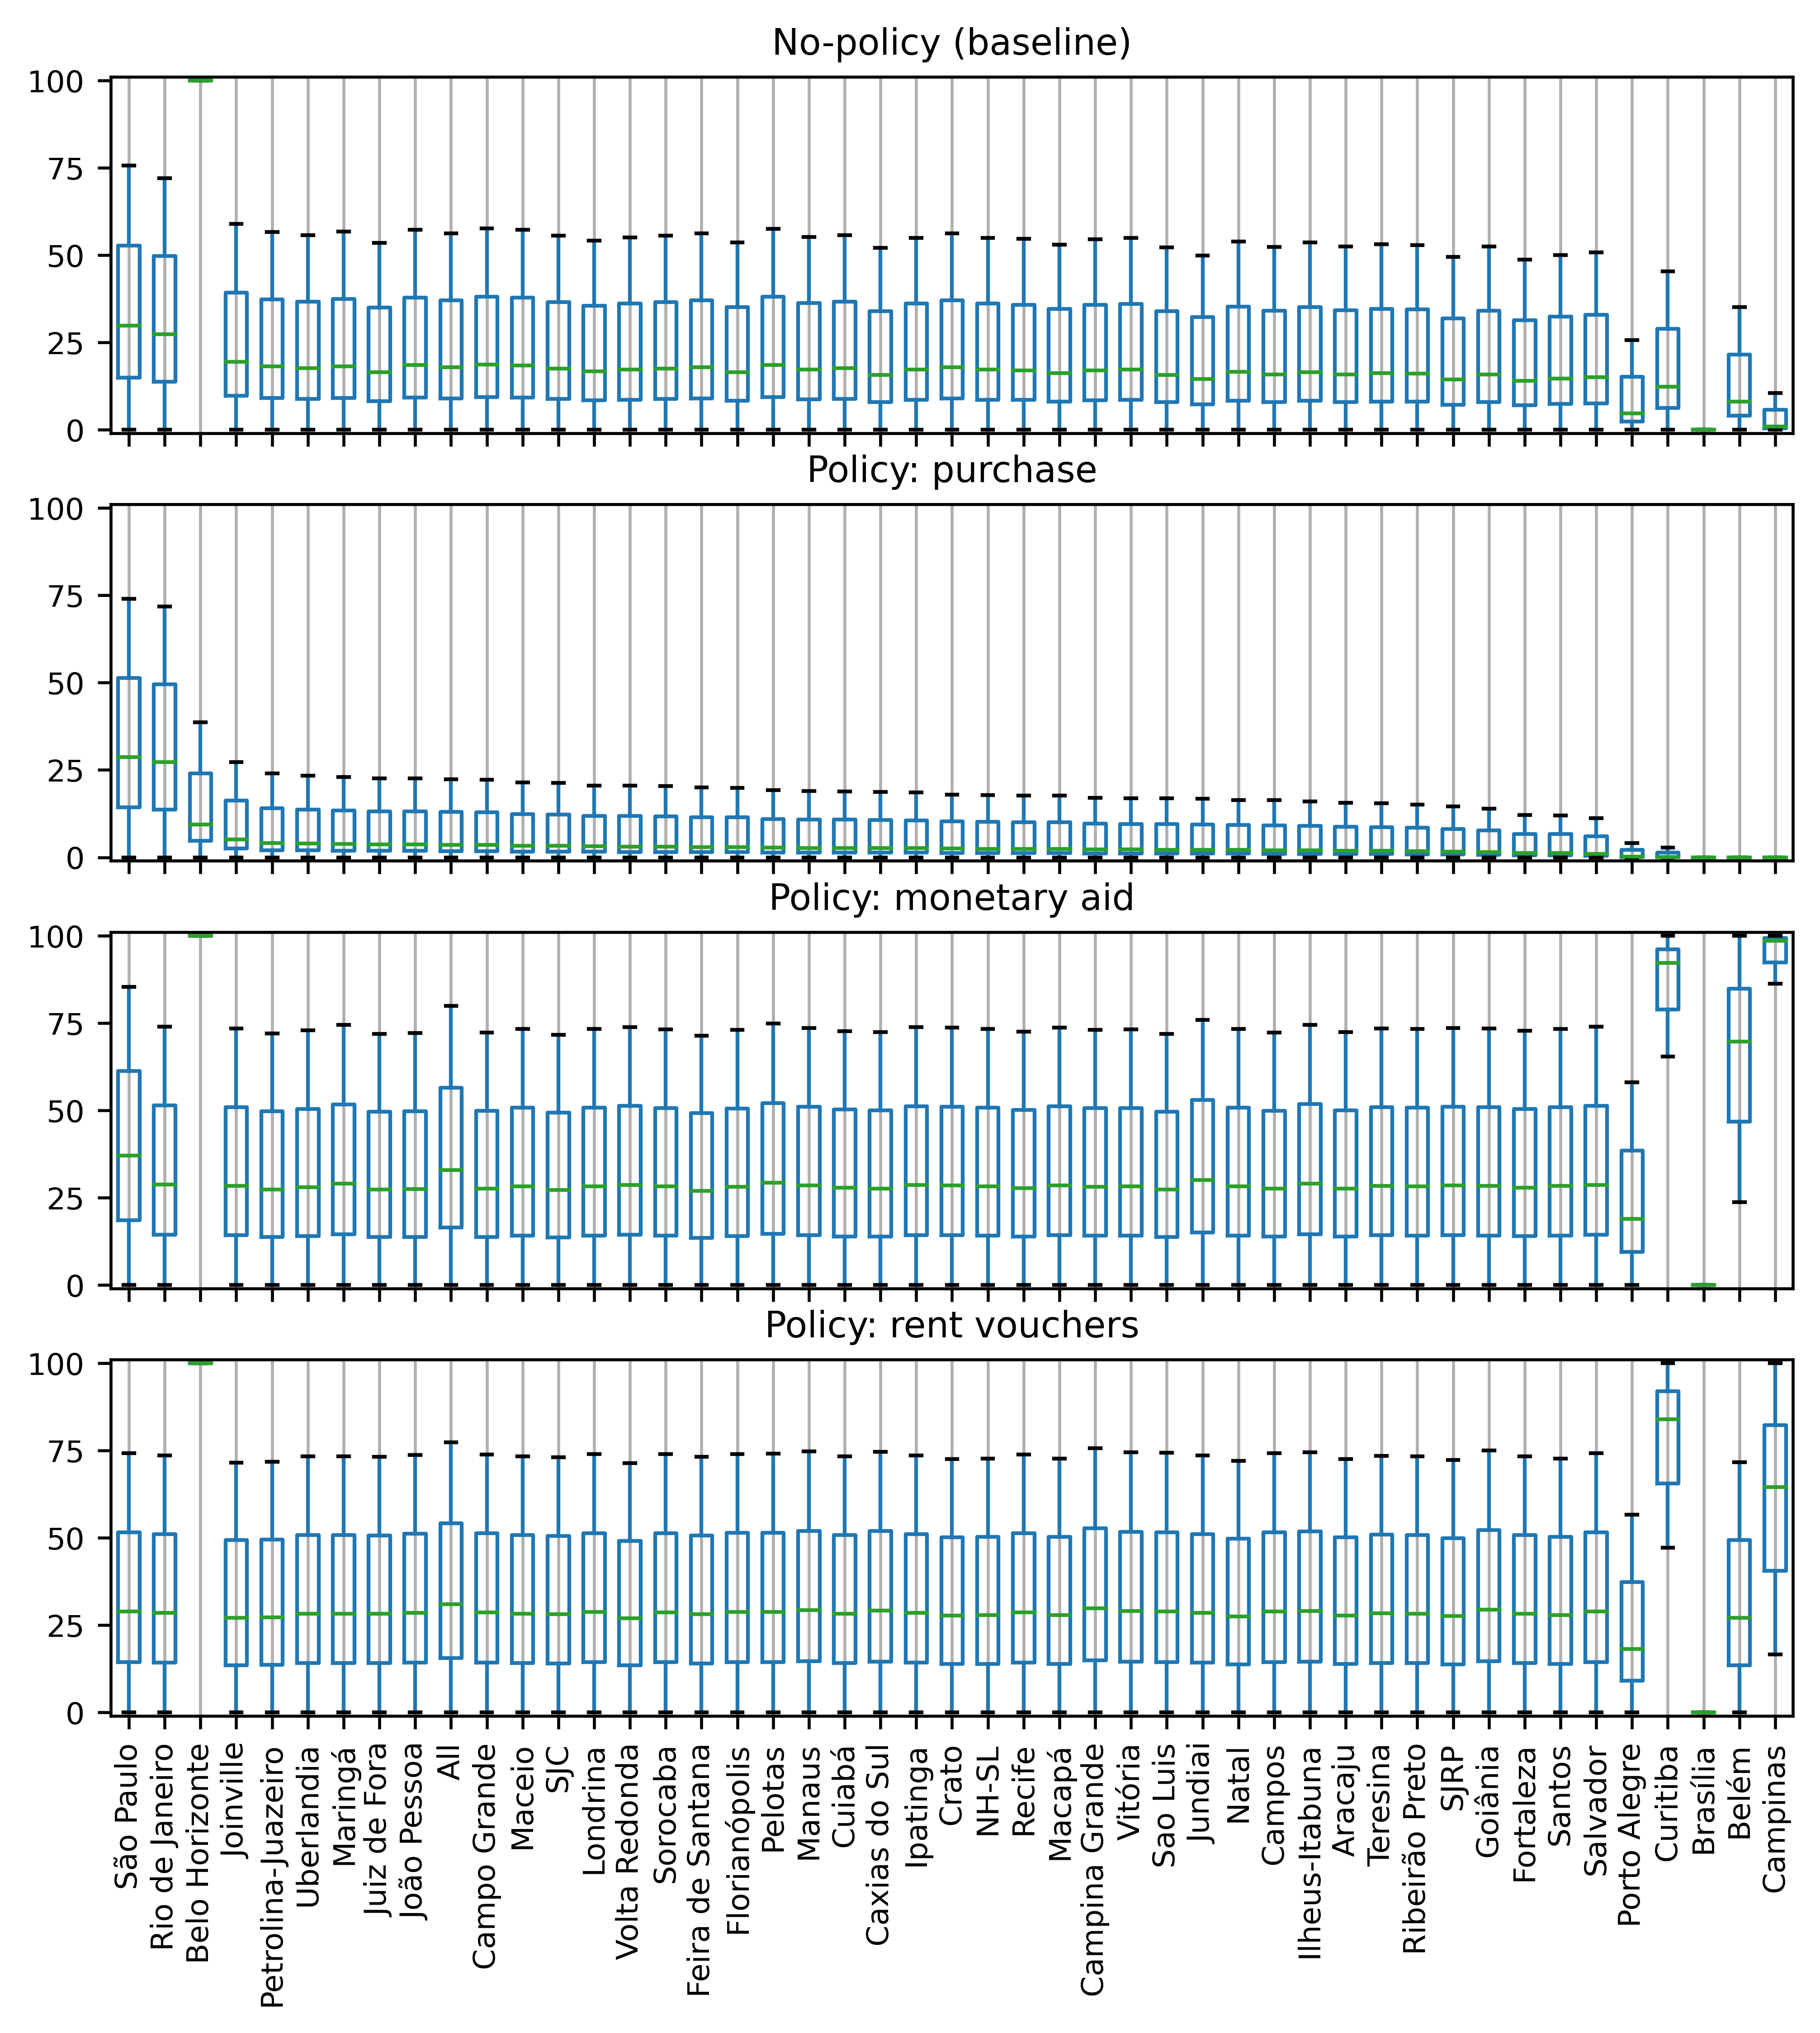 No-policy (baseline)
100
75
50
25
0
Policy: purchase
100
75
50
25
0
Policy: monetary aid
100
75
50
25
0
Policy: rent vouchers
100
75
50
25
0
São Paulo
Rio de Janeiro
Belo Horizonte
Joinville
Petrolina-Juazeiro
Uberlandia
Maringá
Juiz de Fora
João Pessoa
All
Campo Grande
Maceio
SJC
Londrina
Volta Redonda
Sorocaba
Feira de Santana
Florianópolis
Pelotas
Manaus
Cuiabá
Caxias do Sul
Ipatinga
Crato
NH-SL
Recife
Macapá
Campina Grande
Vitória
Sao Luis
Jundiai
Natal
Campos
Ilheus-Itabuna
Aracaju
Teresina
Ribeirão Preto
SJRP
Goiânia
Fortaleza
Santos
Salvador
Porto Alegre
Curitiba
Brasília
Belém
Campinas